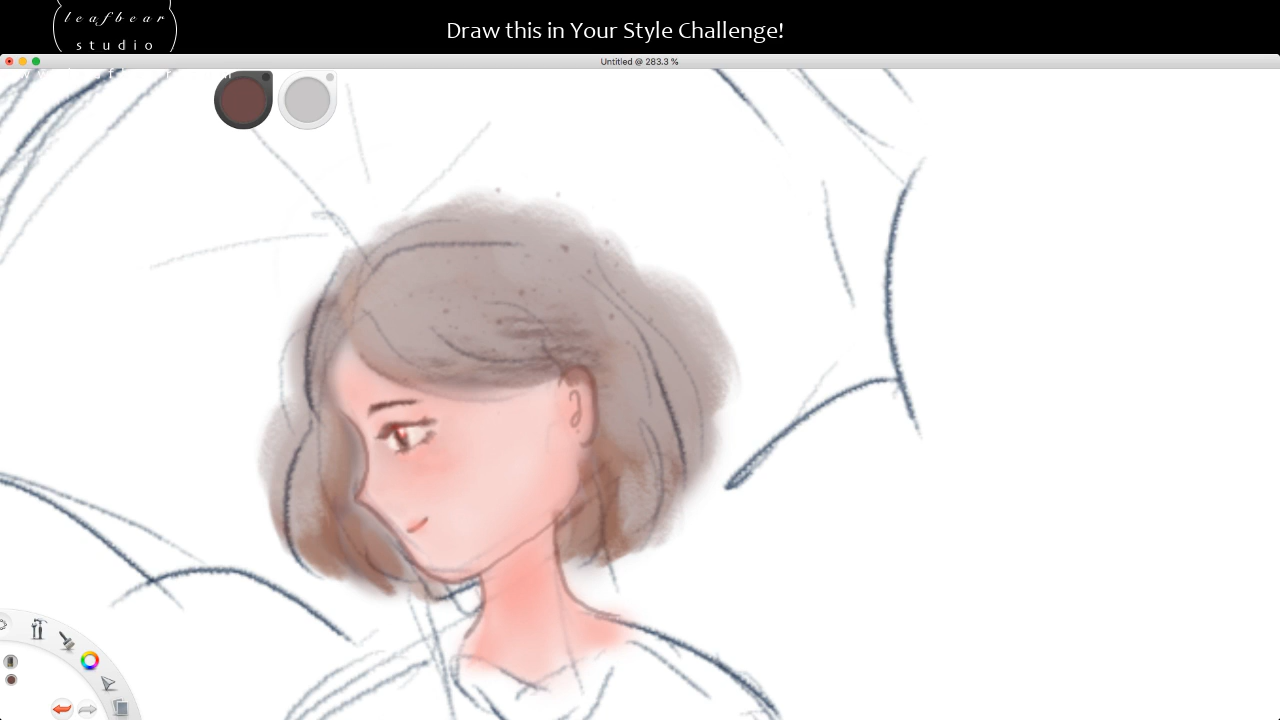 leafbear
Draw this in Your Style Challenge!
studio
Untitled @ 283.3 %